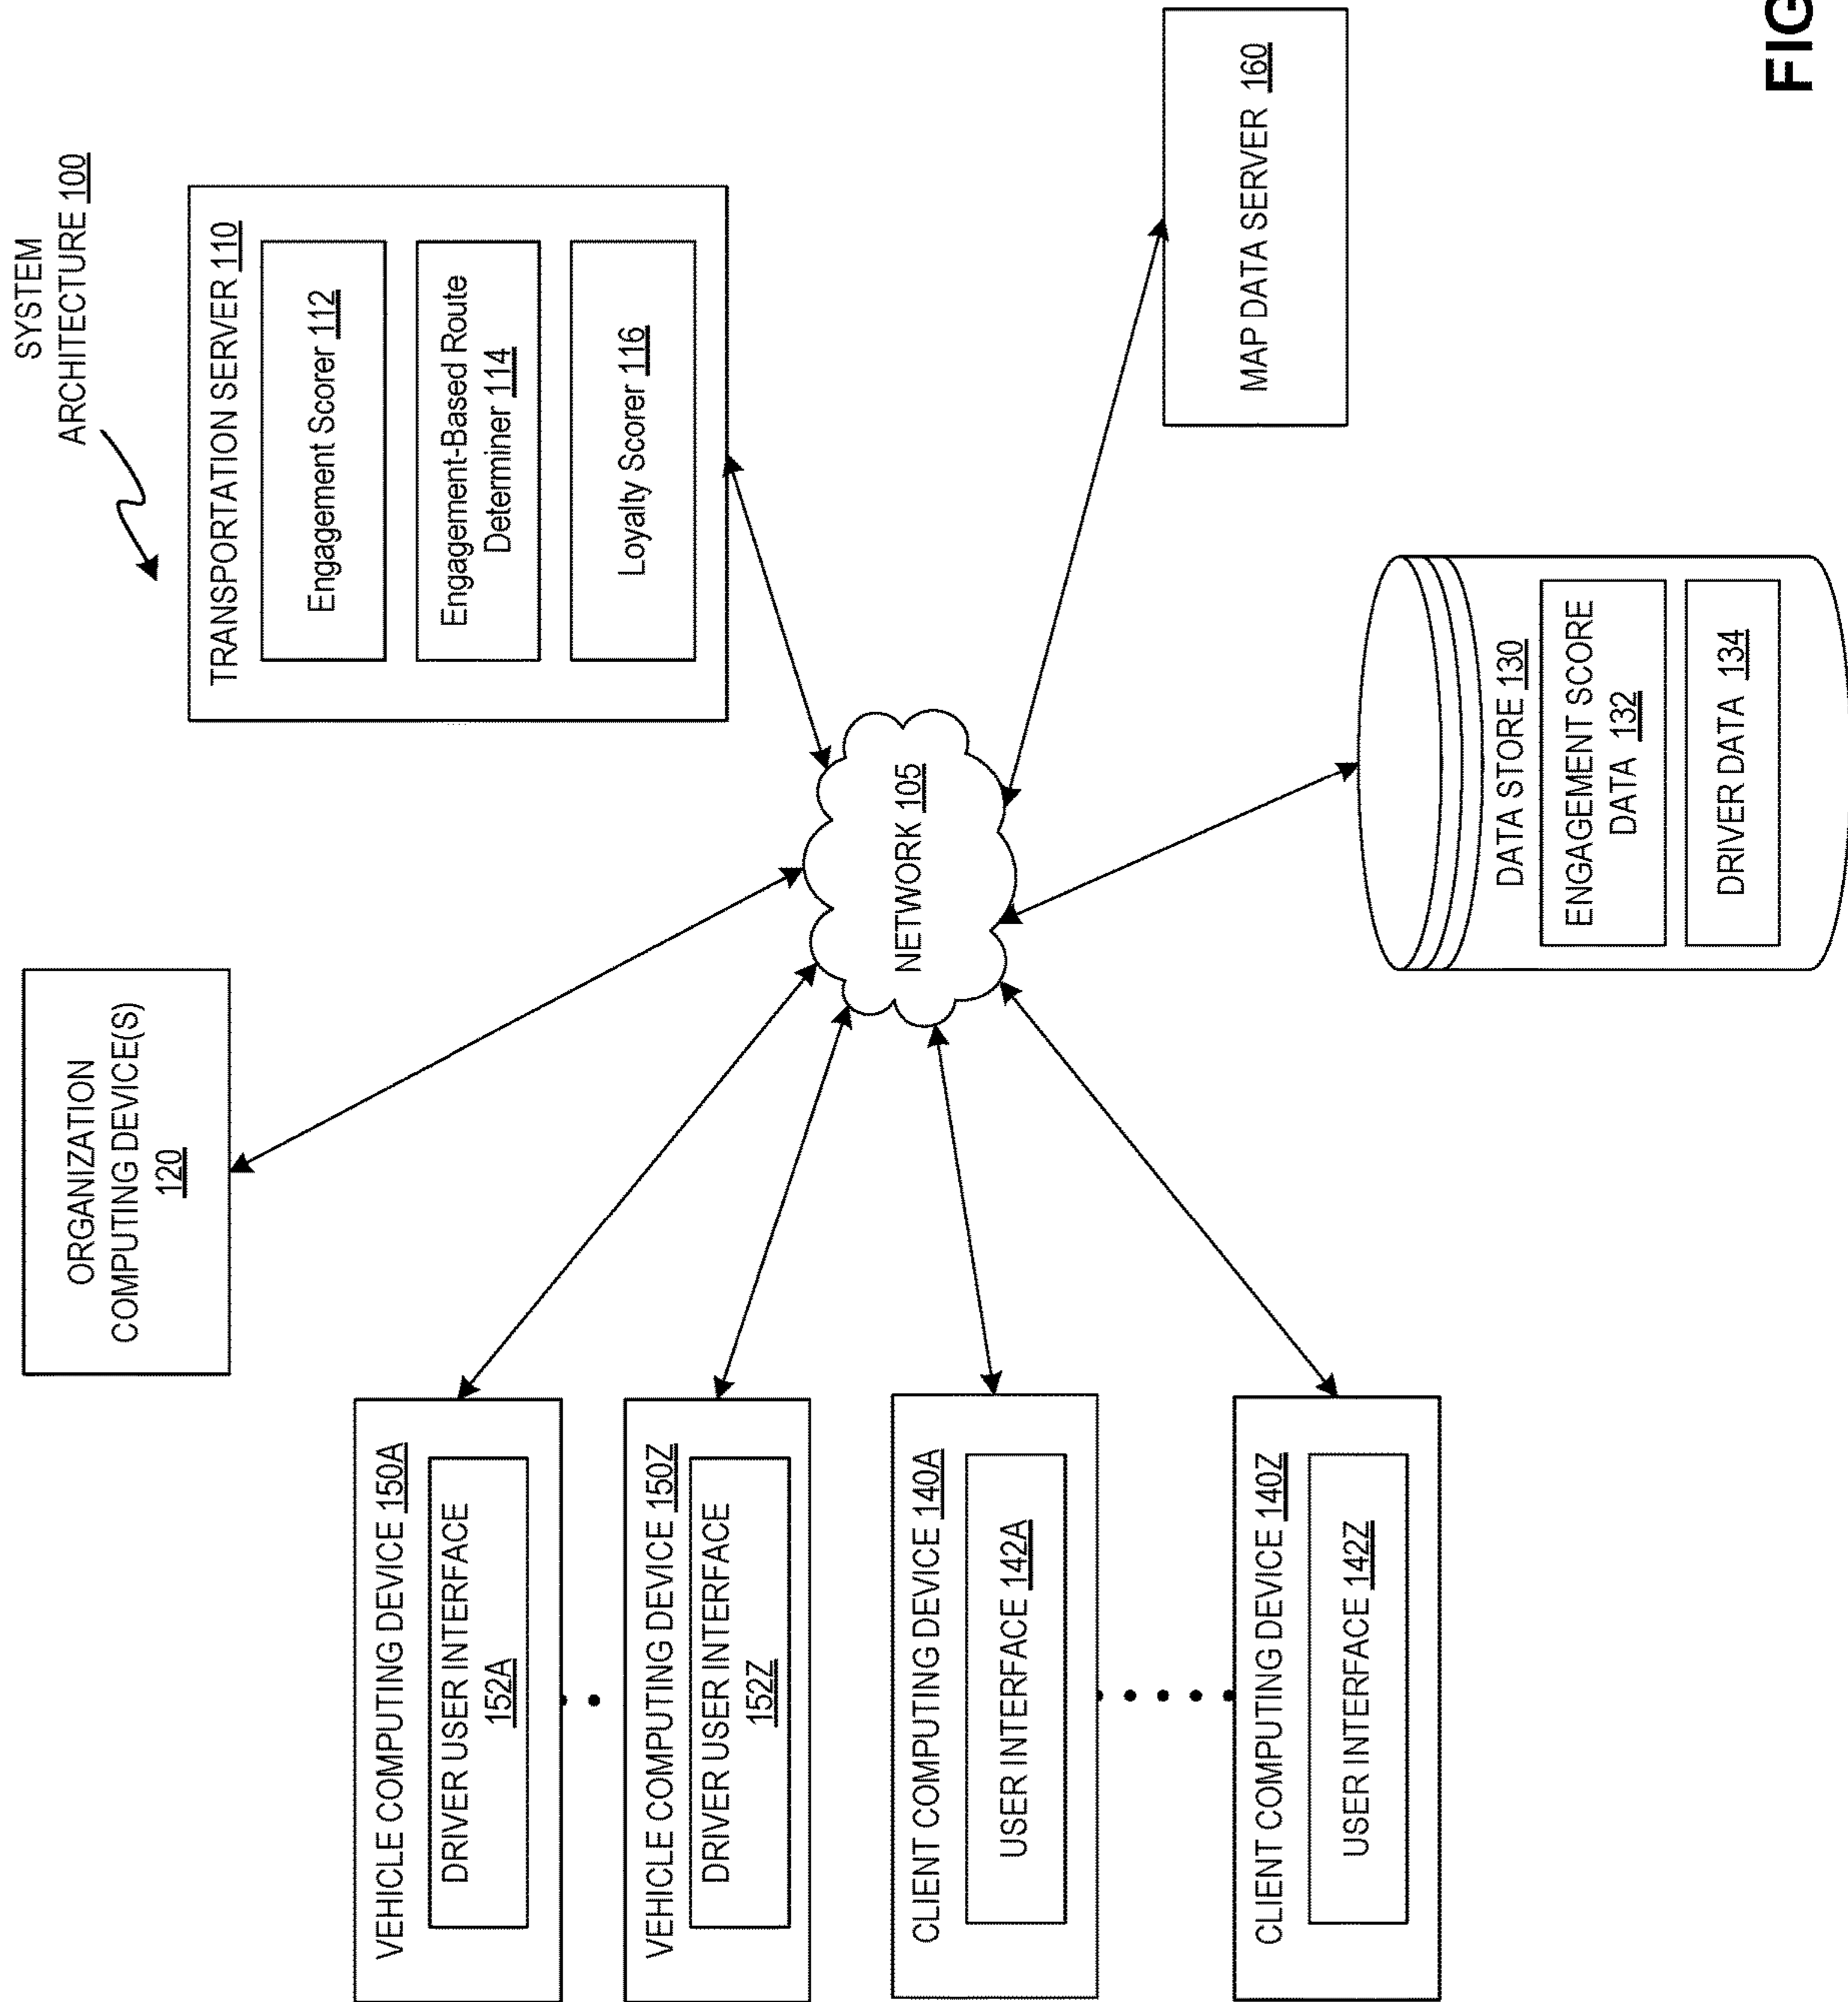 SYSTEM
ARCHITECTURE 100
TRANSPORTATION SERVER 110
Engagement Scorer 112
Engagement-Based Route
Determiner 114
Loyalty Scorer 116
ORGANIZATION
COMPUTING DEVICE(S)
120
VEHICLE COMPUTING DEVICE 150A
DRIVER USER INTERFACE
152A
VEHICLE COMPUTING DEVICE 150Z
DRIVER USER INTERFACE
152Z
CLIENT COMPUTING DEVICE 140A
USER INTERFACE 142A
CLIENT COMPUTING DEVICE 140Z
USER INTERFACE 142Z
NETWORK 105
MAP DATA SERVER 160
DATA STORE 130
ENGAGEMENT SCORE
DATA 132
DRIVER DATA 134
FIG